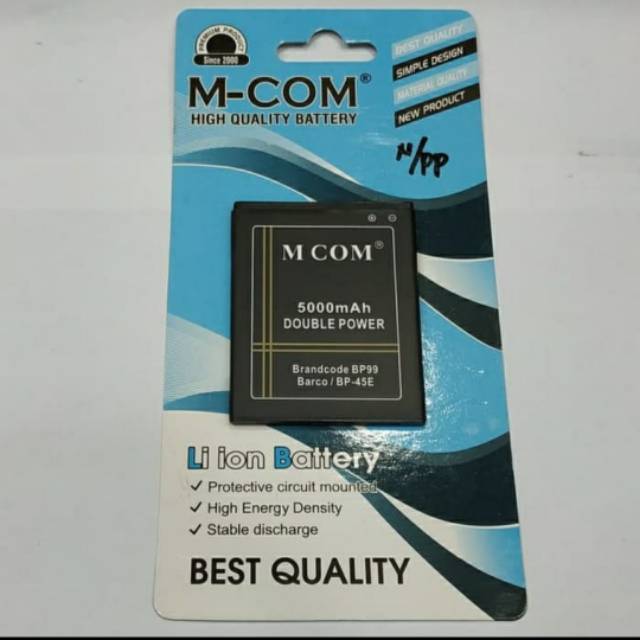 PREMIUM PRODUCT
Since 2000
M-COM®
HIGH QUALITY BATTERY
BEST QUALITY
SIMPLE DESIGN
MATERIAL QUALITY
NEW PRODUCT
N/PP
M COM®
5000mAh
DOUBLE POWER
Brandcode BP99
Barco / BP-45E
Li ion Battery
✓ Protective circuit mounted
✓ High Energy Density
✓ Stable discharge
BEST QUALITY